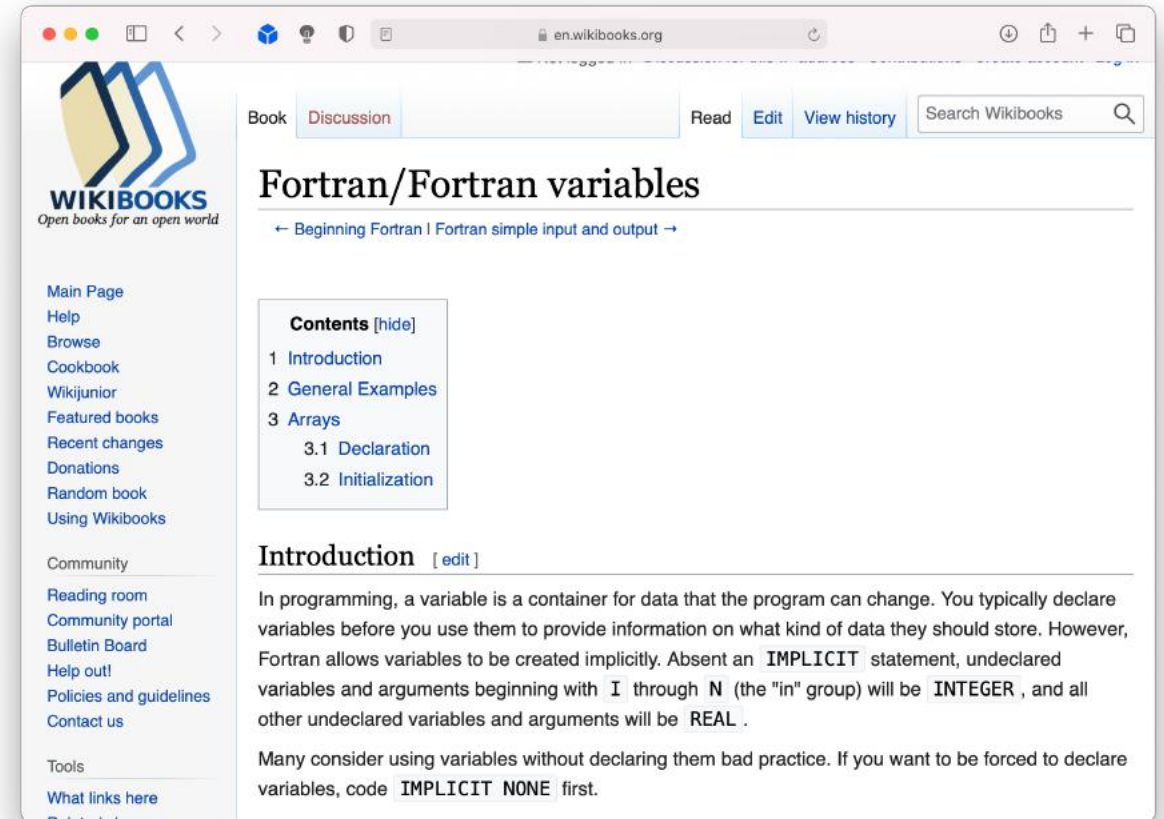 en.wikibooks.org
Book Discussion Read Edit View history Search Wikibooks
WIKIBOOKS
Open books for an open world
Fortran/Fortran variables
← Beginning Fortran | Fortran simple input and output →
Main Page
Help
Browse
Cookbook
Wikijunior
Featured books
Recent changes
Donations
Random book
Using Wikibooks
Community
Reading room
Community portal
Bulletin Board
Help out!
Policies and guidelines
Contact us
Tools
What links here
Contents [hide]
1 Introduction
2 General Examples
3 Arrays
3.1 Declaration
3.2 Initialization
Introduction [ edit ]
In programming, a variable is a container for data that the program can change. You typically declare
variables before you use them to provide information on what kind of data they should store. However,
Fortran allows variables to be created implicitly. Absent an IMPLICIT statement, undeclared
variables and arguments beginning with I through N (the "in" group) will be INTEGER , and all
other undeclared variables and arguments will be REAL .
Many consider using variables without declaring them bad practice. If you want to be forced to declare
variables, code IMPLICIT NONE first.